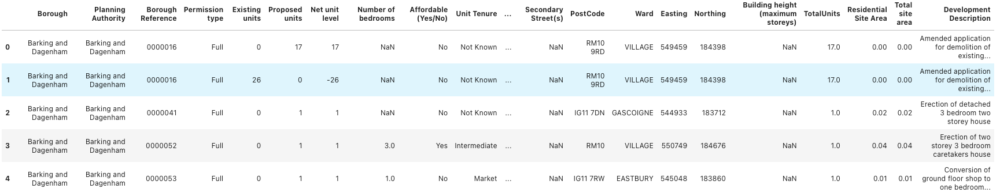 Borough Planning Authority Borough Reference Permission type Existing units Proposed units Net unit level Number of bedrooms Affordable (Yes/No) Unit Tenure ... Secondary Street(s) PostCode Ward Easting Northing Building height (maximum storeys) TotalUnits Residential Site Area Total site area Development Description
0 Barking and Dagenham Barking and Dagenham 0000016 Full 0 17 17 NaN No Not Known ... NaN RM10 9RD VILLAGE 549459 184398 NaN 17.0 0.00 0.00 Amended application for demolition of existing...
1 Barking and Dagenham Barking and Dagenham 0000016 Full 26 0 -26 NaN No Not Known ... NaN RM10 9RD VILLAGE 549459 184398 NaN 17.0 0.00 0.00 Amended application for demolition of existing...
2 Barking and Dagenham Barking and Dagenham 0000041 Full 0 1 1 NaN No Not Known ... NaN IG11 7DN GASCOIGNE 544933 183712 NaN 1.0 0.02 0.02 Erection of detached 3 bedroom two storey house
3 Barking and Dagenham Barking and Dagenham 0000052 Full 0 1 1 3.0 Yes Intermediate ... NaN RM10 VILLAGE 550749 184676 NaN 1.0 0.04 0.04 Erection of two storey 3 bedroom caretakers house
4 Barking and Dagenham Barking and Dagenham 0000053 Full 0 1 1 1.0 No Market ... NaN IG11 7RW EASTBURY 545048 183860 NaN 1.0 0.01 0.01 Conversion of ground floor shop to one bedroom...